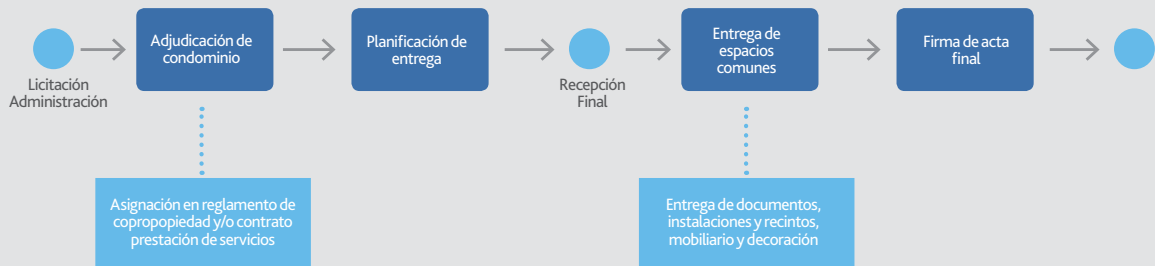 Licitación
Administración
Adjudicación de
condominio
Planificación de
entrega
Recepción
Final
Entrega de
espacios
comunes
Firma de acta
final
Asignación en reglamento de
copropopiedad y/o contrato
prestación de servicios
Entrega de documentos,
instalaciones y recintos,
mobiliario y decoración